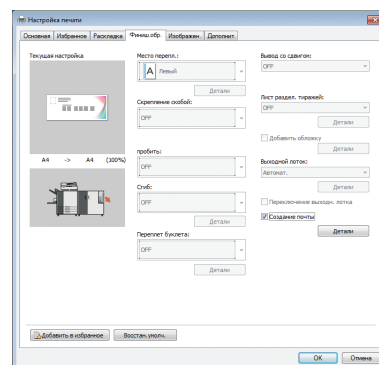 Настройка печати
Основная Избранное Раскладка Финиш.обр. Изображен. Дополнит.
Текущая настройка
A4 -> A4 (100%)
Место перепл.:
A Левый
Детали
Скрепление скобой:
OFF
пробить:
OFF
Сгиб:
OFF
Детали
Переплет буклета:
OFF
Детали
Вывод со сдвигом:
OFF
Лист раздел. тиражей:
OFF
Детали
Добавить обложку
Детали
Выходной лоток:
Автомат.
Детали
Переключение выходн. лотка
Создание почты
Детали
Добавить в избранное Восстан.умолч.
OK Отмена